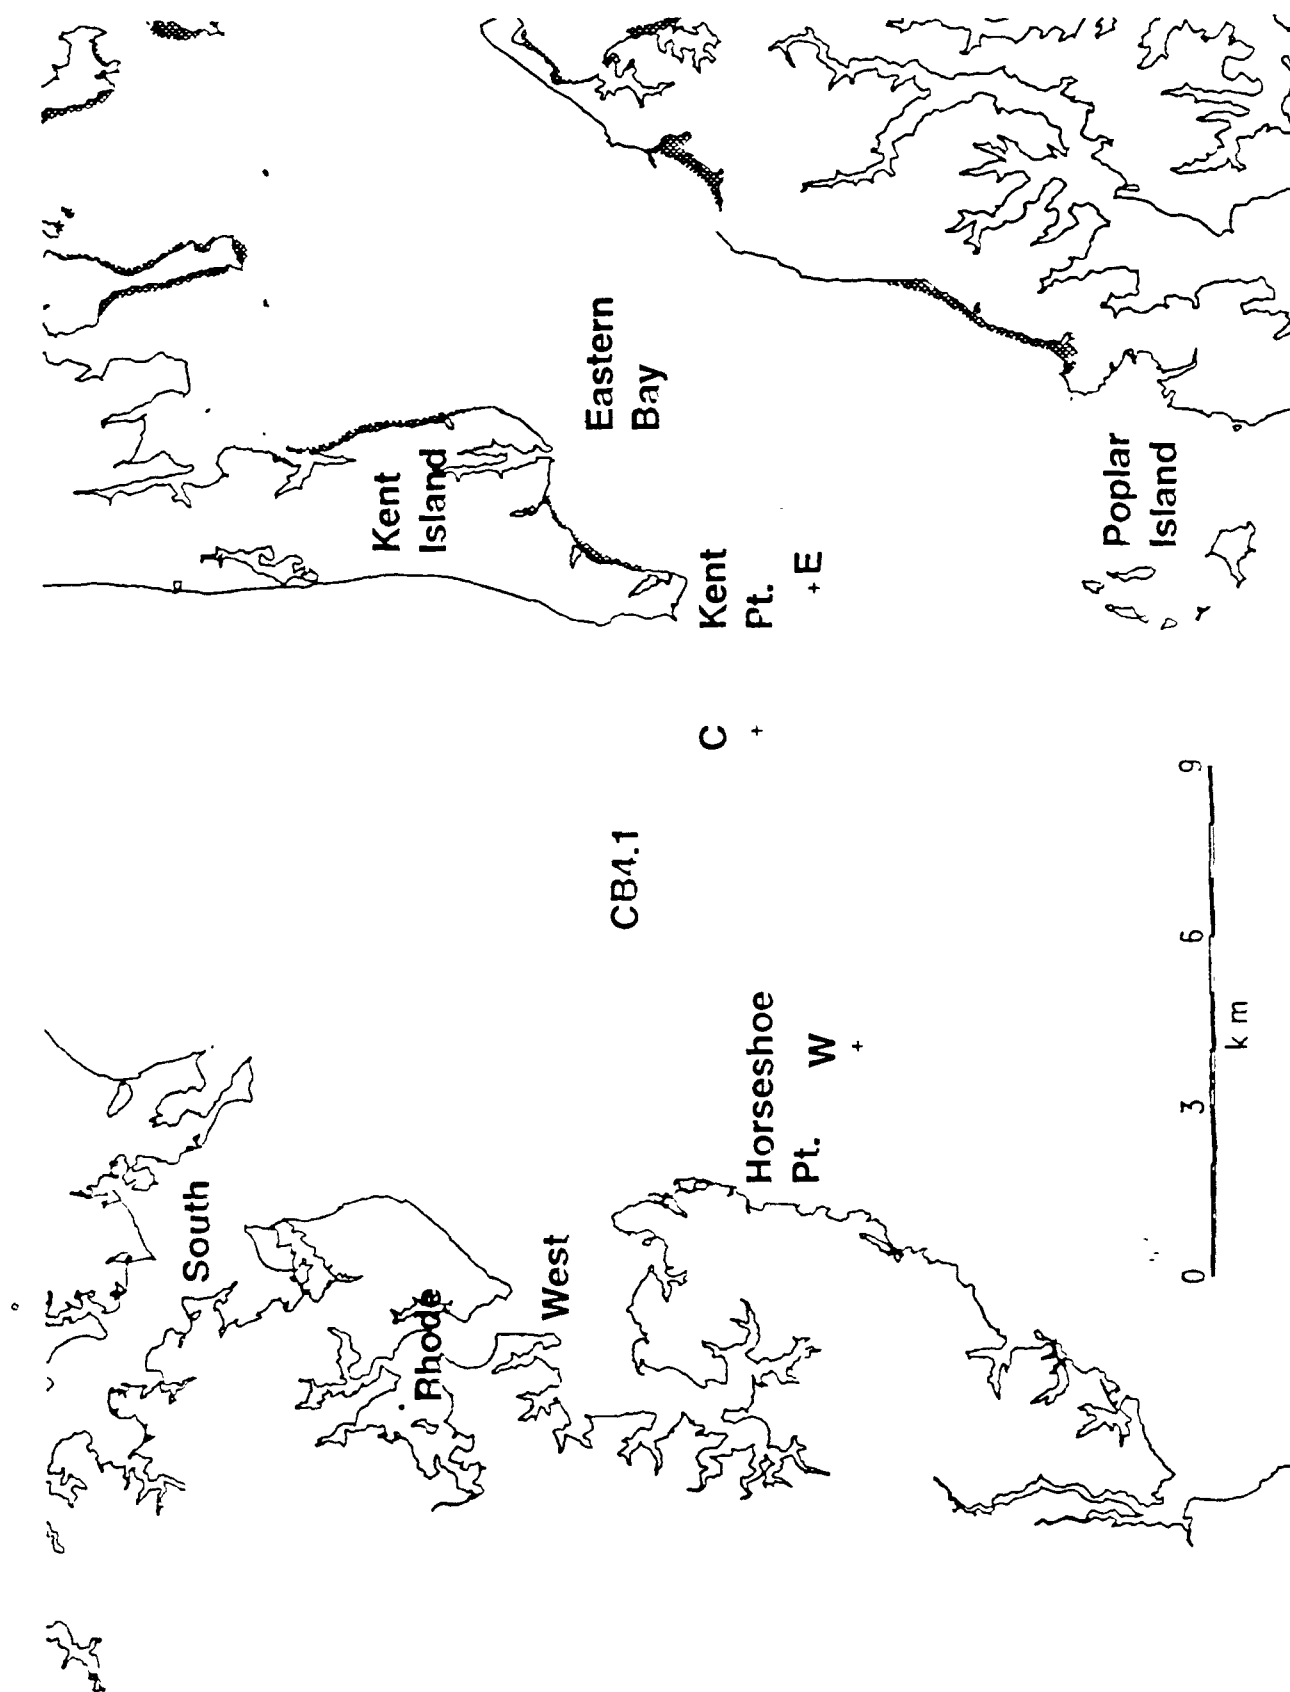 South
Rhode
West
Kent
Island
Eastern
Bay
CB4.1
C
Kent
Pt.
E
Horseshoe
Pt.
W
Poplar
Island
0 3 6 9
km